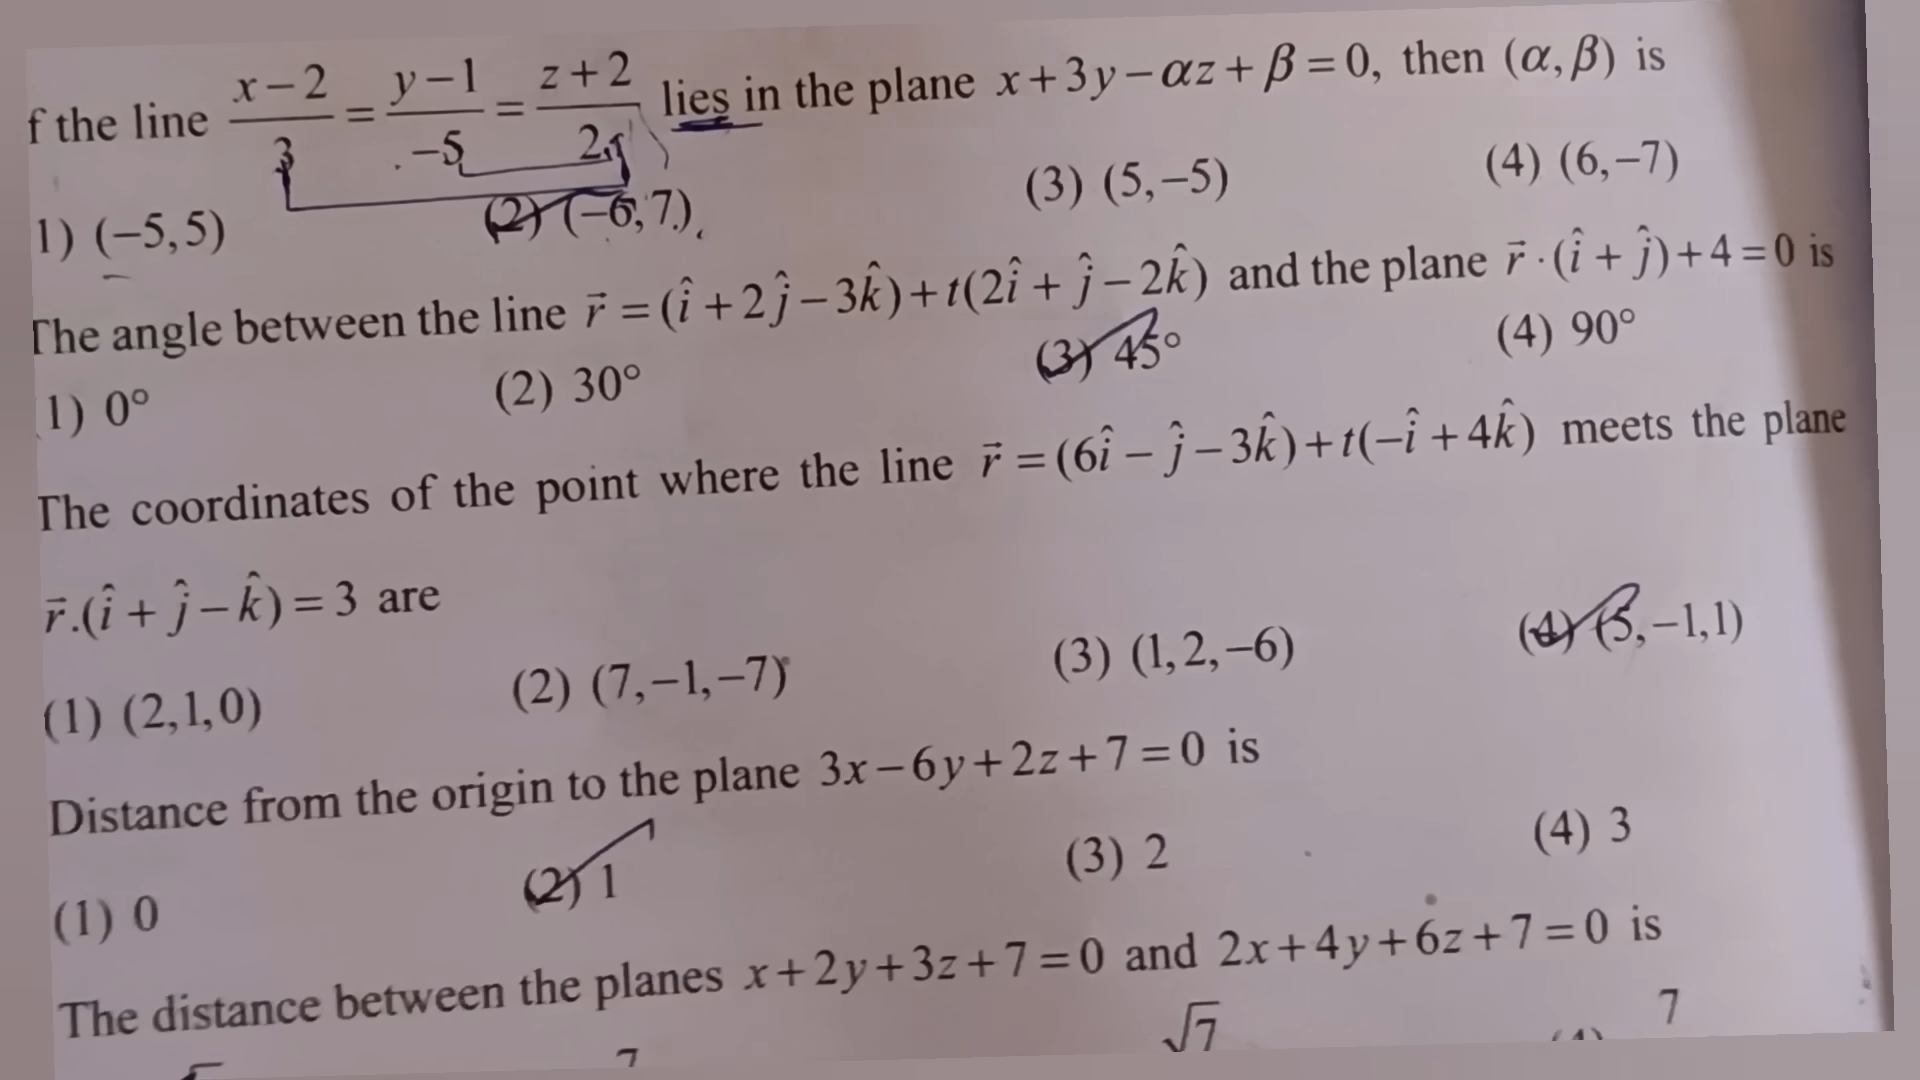 f the line x−2/3 = y−1/−5 = z+2/2 lies in the plane x+3y−αz+β=0, then (α,β) is
1) (−5,5) (2) (−6,7) (3) (5,−5) (4) (6,−7)
The angle between the line r⃗ = (î+2ĵ−3k̂)+t(2î+ĵ−2k̂) and the plane r⃗·(î+ĵ)+4=0 is
1) 0° (2) 30° (3) 45° (4) 90°
The coordinates of the point where the line r⃗ = (6î−ĵ−3k̂)+t(−î+4k̂) meets the plane
r⃗.(î+ĵ−k̂)=3 are
(1) (2,1,0) (2) (7,−1,−7) (3) (1,2,−6) (4) (5,−1,1)
Distance from the origin to the plane 3x−6y+2z+7=0 is
(1) 0 (2) 1 (3) 2 (4) 3
The distance between the planes x+2y+3z+7=0 and 2x+4y+6z+7=0 is
7 √7 7